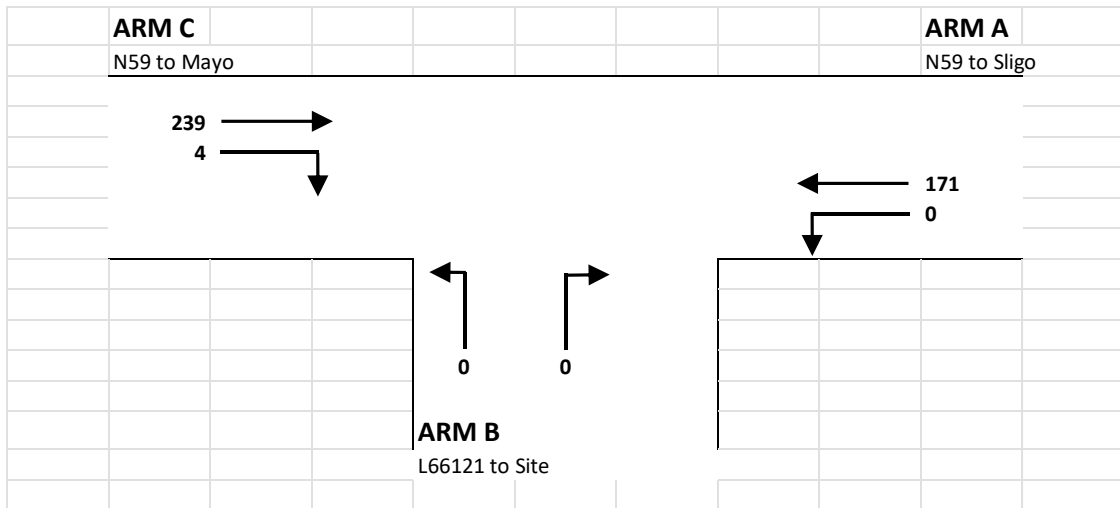 ARM C
ARM A
N59 to Mayo
N59 to Sligo
239
4
171
0
0
0
ARM B
L66121 to Site